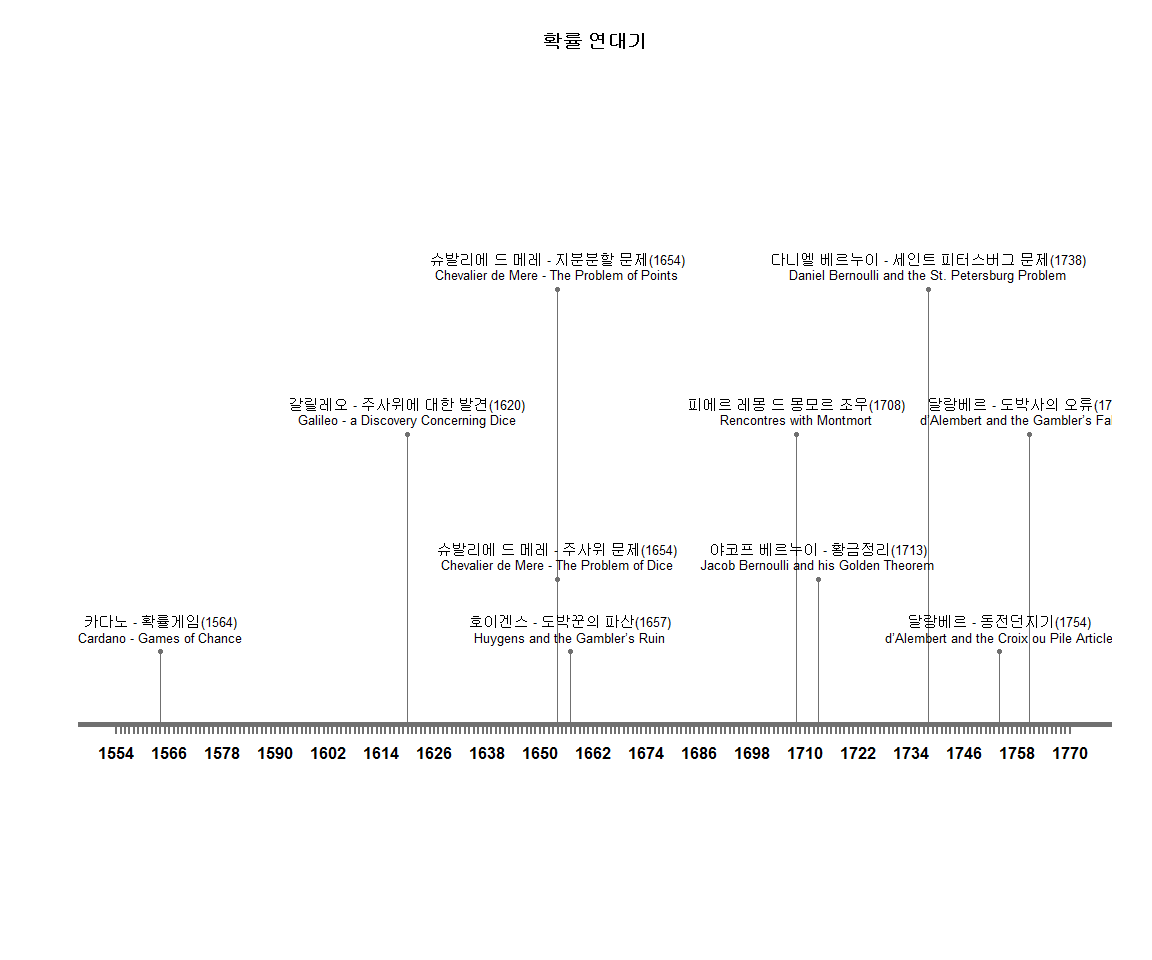 확률 연대기
슈발리에 드 메레 - 지분분할 문제(1654)
Chevalier de Mere - The Problem of Points
다니엘 베르누이 - 세인트 피터스버그 문제(1738)
Daniel Bernoulli and the St. Petersburg Problem
갈릴레오 - 주사위에 대한 발견(1620)
Galileo - a Discovery Concerning Dice
피에르 레몽 드 몽모르 조우(1708)
Rencontres with Montmort
달랑베르 - 도박사의 오류(17
d'Alembert and the Gambler's Fal
슈발리에 드 메레 - 주사위 문제(1654)
Chevalier de Mere - The Problem of Dice
야코프 베르누이 - 황금정리(1713)
Jacob Bernoulli and his Golden Theorem
카다노 - 확률게임(1564)
Cardano - Games of Chance
호이겐스 - 도박꾼의 파산(1657)
Huygens and the Gambler's Ruin
달랑베르 - 동전던지기(1754)
d'Alembert and the Croix ou Pile Article
1554 1566 1578 1590 1602 1614 1626 1638 1650 1662 1674 1686 1698 1710 1722 1734 1746 1758 1770